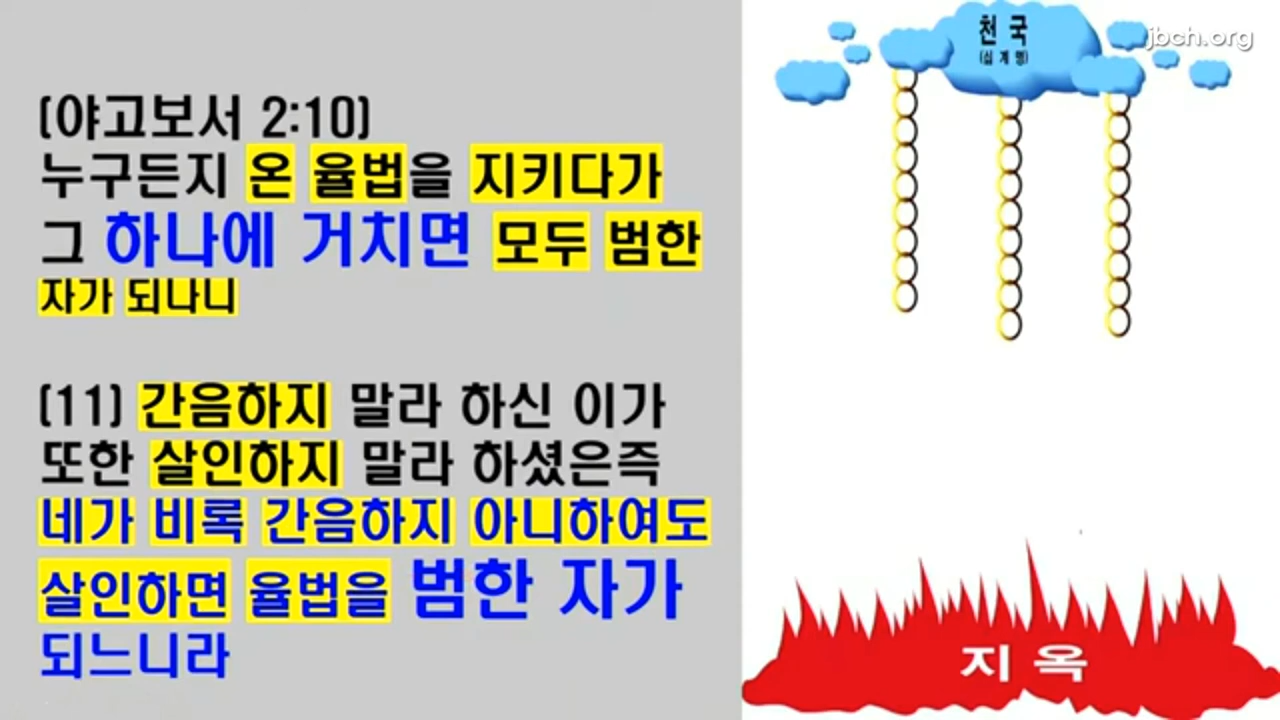 (야고보서 2:10)
누구든지 온 율법을 지키다가
그 하나에 거치면 모두 범한
자가 되나니
(11) 간음하지 말라 하신 이가
또한 살인하지 말라 하셨은즉
네가 비록 간음하지 아니하여도
살인하면 율법을 범한 자가
되느니라
천국
(십계명)
jbch.org
지옥